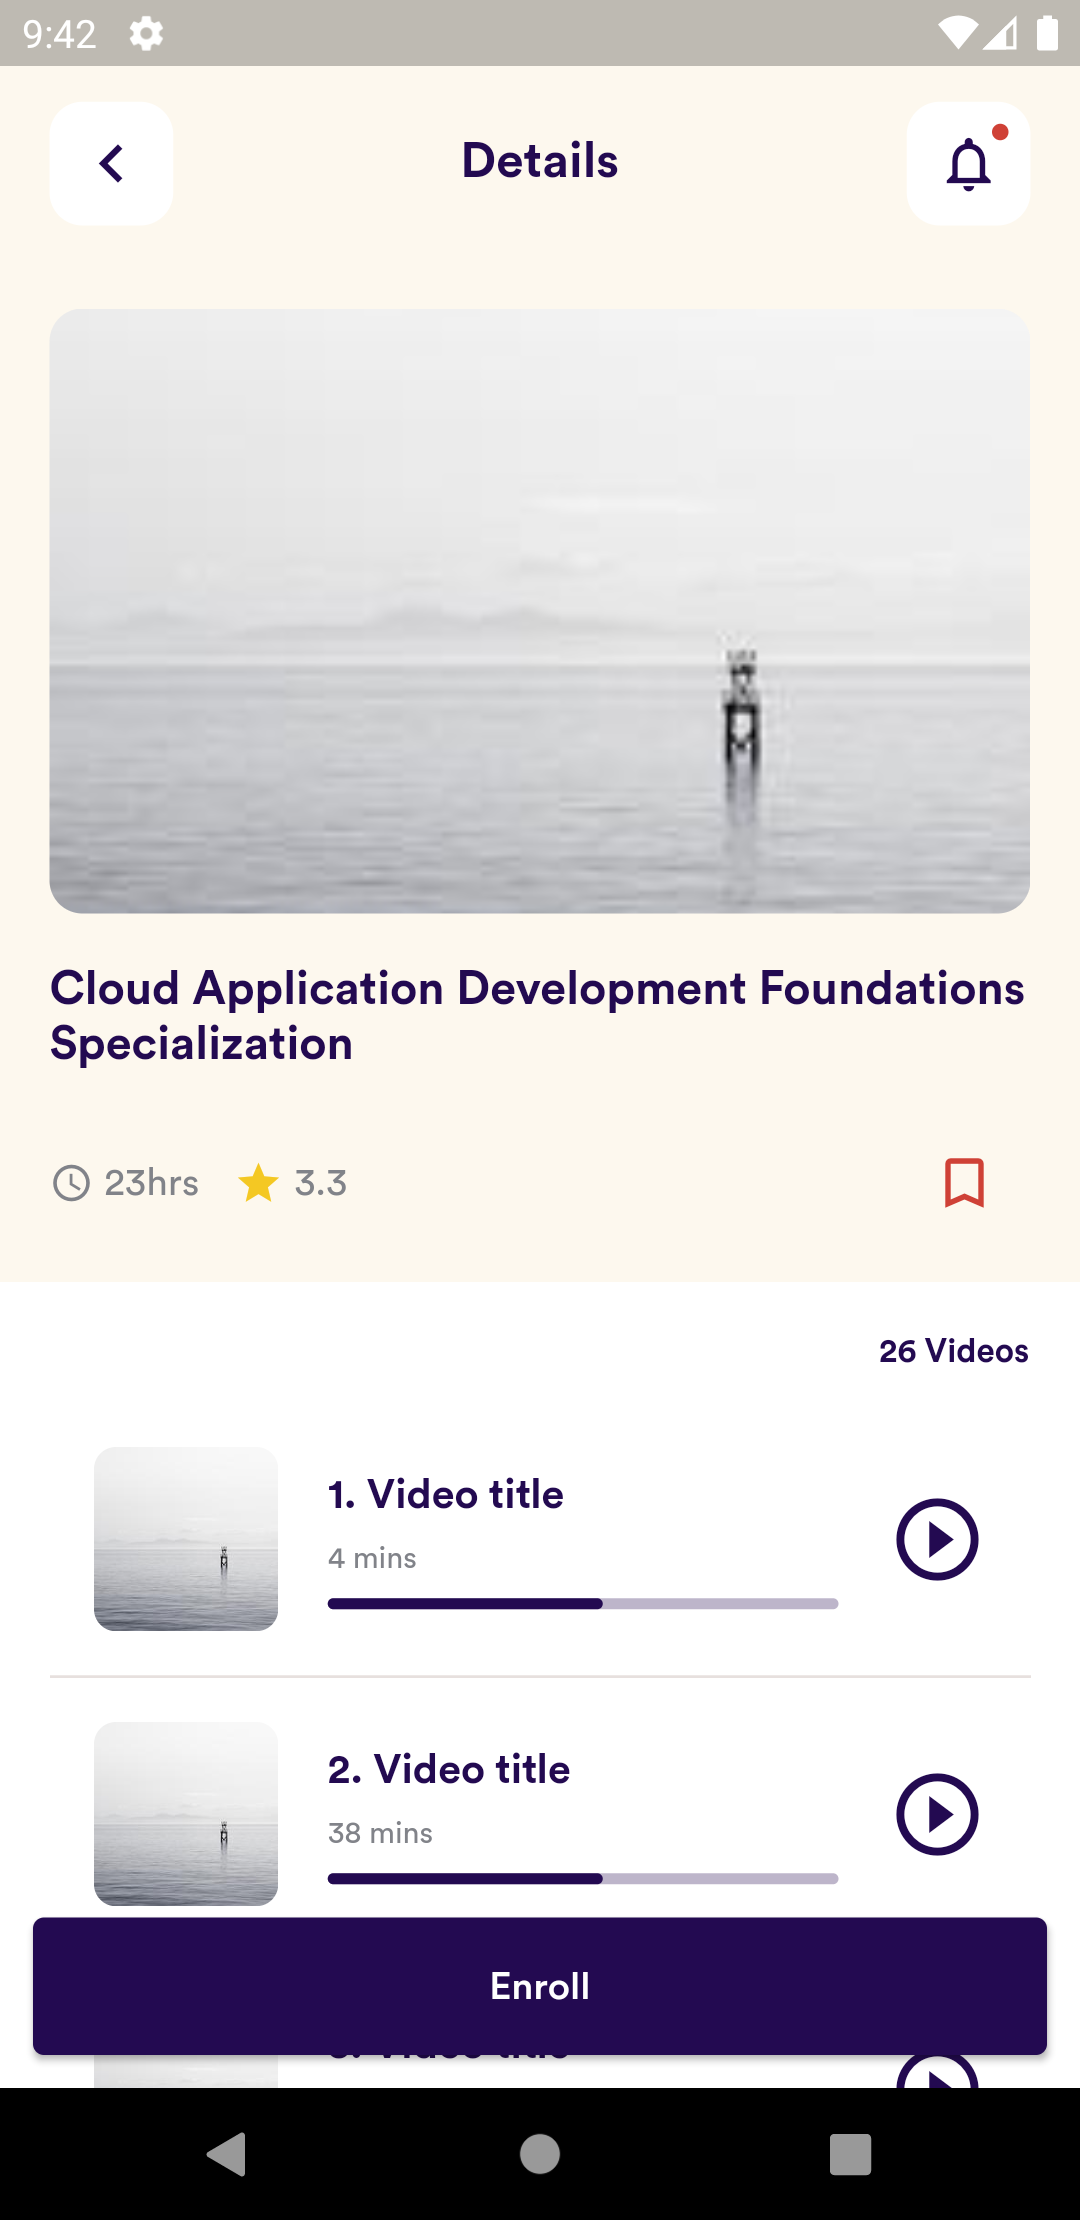 9:42
Details
Cloud Application Development Foundations
Specialization
23hrs
3.3
26 Videos
1. Video title
4 mins
2. Video title
38 mins
Enroll